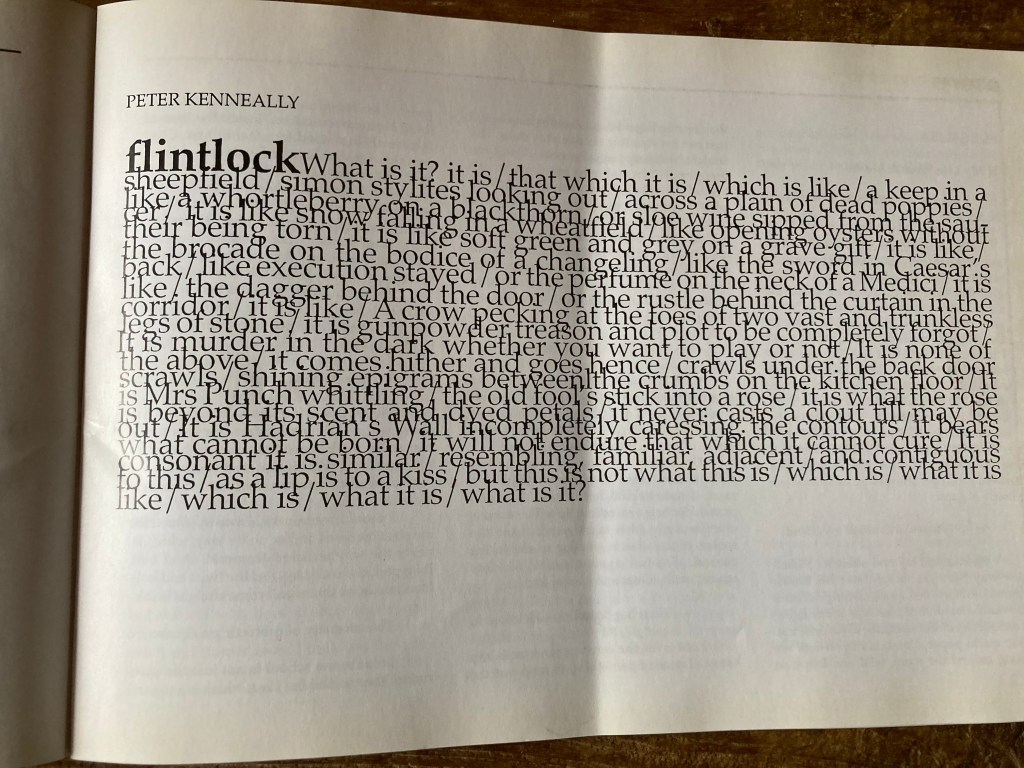 PETER KENNEALLY
flintlock What is it? it is / that which it is / which is like / a keep in a
sheepfield / simon stylites looking out / across a plain of dead poppies /
like a whortleberry on a blackthorn / or sloe wine sipped from the sau-
cer / it is like snow falling in a wheatfield / like opening oysters without
their being torn / it is like soft green and grey on a grave gift / it is like /
the brocade on the bodice of a changeling / like the sword in Caesar's
back / like execution stayed / or the perfume on the neck of a Medici / it is
like / the dagger behind the door / or the rustle behind the curtain in the
corridor / it is like / A crow pecking at the toes of two vast and trunkless
legs of stone / it is gunpowder treason and plot to be completely forgot /
It is murder in the dark whether you want to play or not / It is none of
the above / it comes hither and goes hence / crawls under the back door
scrawls / shining epigrams between the crumbs on the kitchen floor / It
is Mrs Punch whittling / the old fool's stick into a rose / it is what the rose
is beyond its scent and dyed petals / it never casts a clout till may be
out / It is Hadrian's Wall incompletely caressing the contours / it bears
what cannot be born / it will not endure that which it cannot cure / It is
consonant it is similar / resembling, familiar, adjacent / and contiguous
to this / as a lip is to a kiss / but this is not what this is / which is / what it is
like / which is / what it is / what is it?